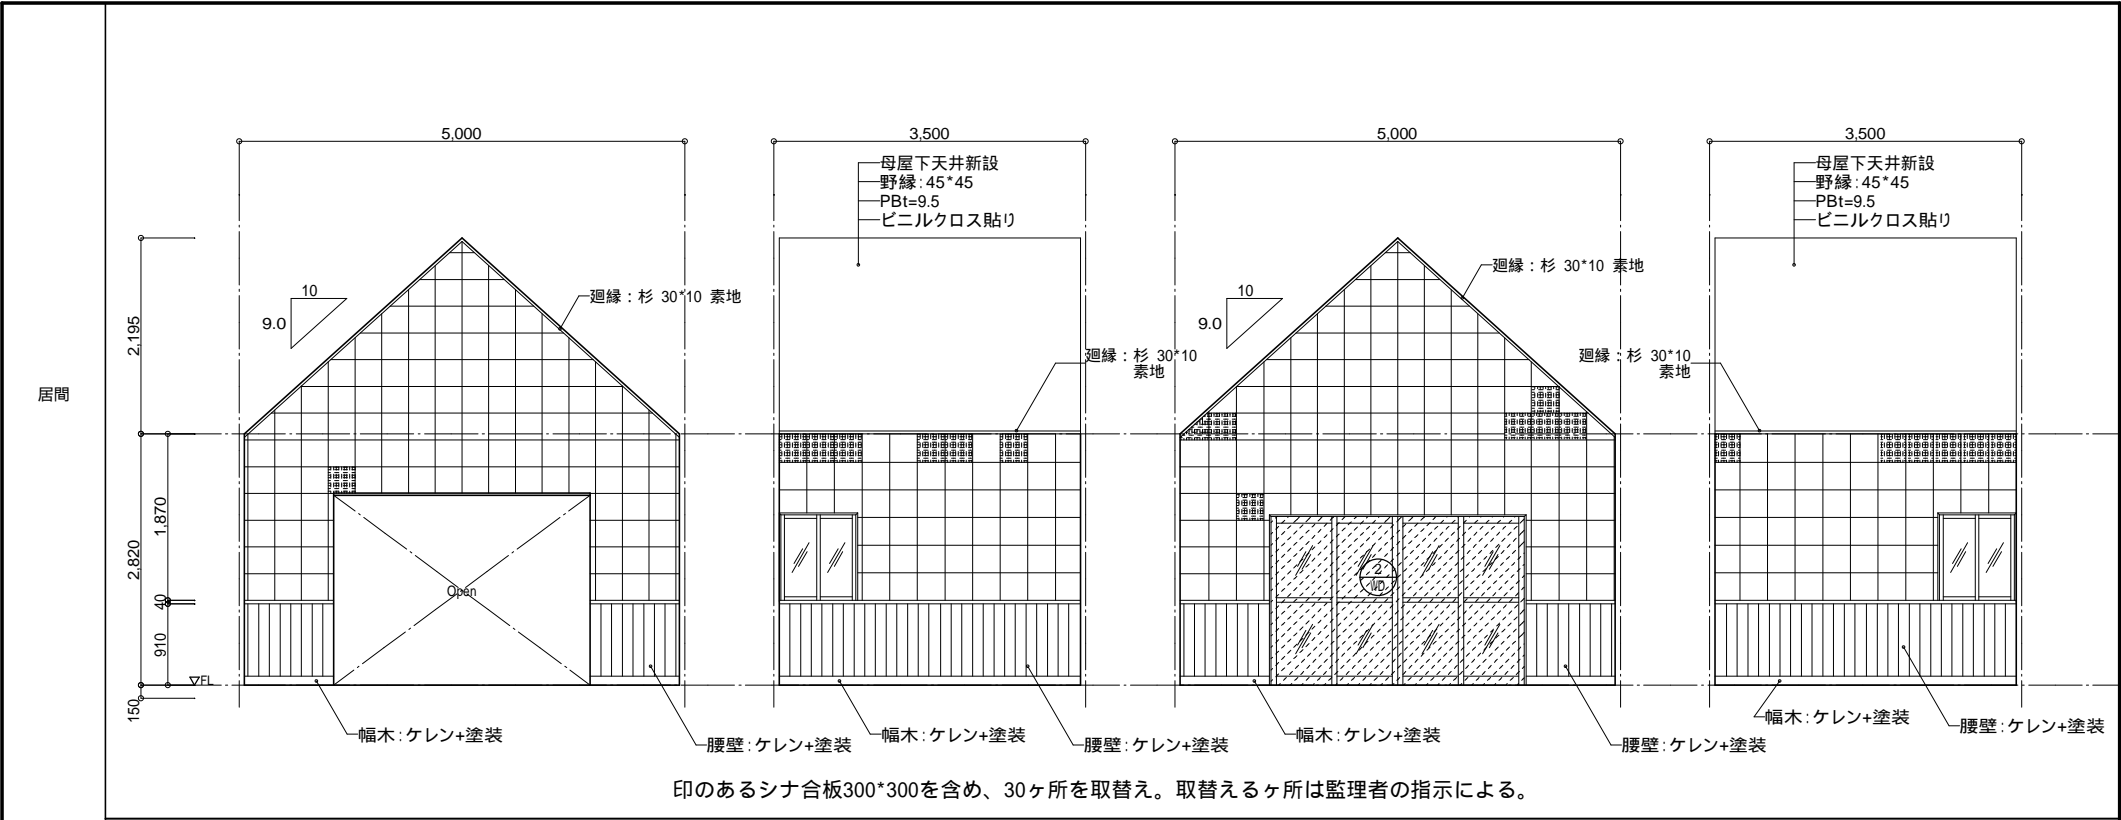 居間
5,000
3,500
5,000
3,500
母屋下天井新設
野縁:45*45
PBt=9.5
ビニルクロス貼り
母屋下天井新設
野縁:45*45
PBt=9.5
ビニルクロス貼り
10
9.0
廻縁：杉 30*10 素地
10
9.0
廻縁：杉 30*10 素地
廻縁：杉 30*10
素地
廻縁：杉 30*10
素地
2,195
2,820
1,870
40
910
150
▽FL
Open
2
WD
幅木:ケレン+塗装
腰壁:ケレン+塗装
幅木:ケレン+塗装
腰壁:ケレン+塗装
幅木:ケレン+塗装
腰壁:ケレン+塗装
幅木:ケレン+塗装
腰壁:ケレン+塗装
印のあるシナ合板300*300を含め、30ヶ所を取替え。取替えるヶ所は監理者の指示による。